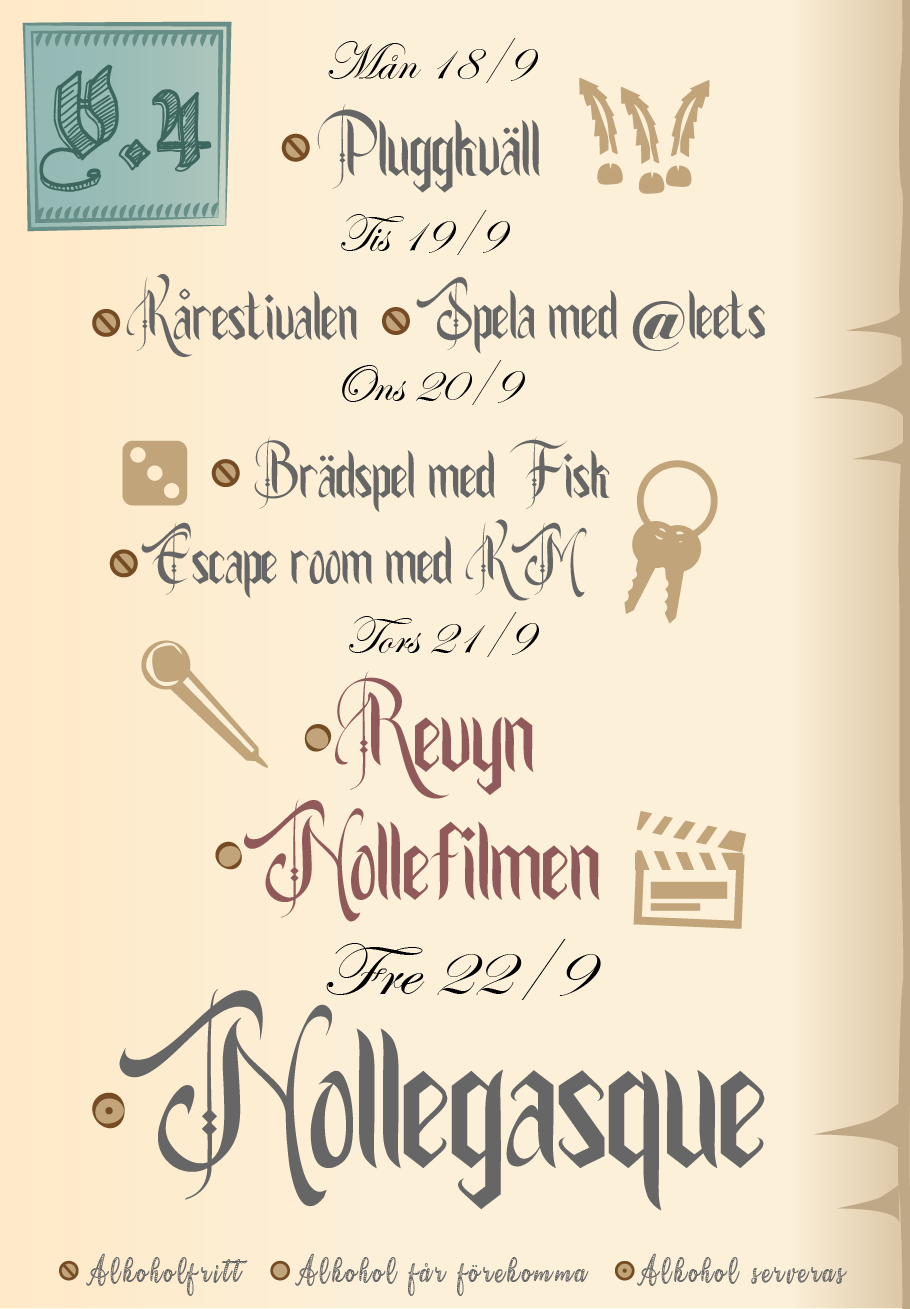 V.4
Mån 18/9
Pluggkväll
Tis 19/9
Kårestivalen Spela med @leets
Ons 20/9
Brädspel med Fisk
Escape room med KM
Tors 21/9
Revyn
Nollefilmen
Fre 22/9
Nollegasque
Alkoholfritt Alkohol får förekomma Alkohol serveras